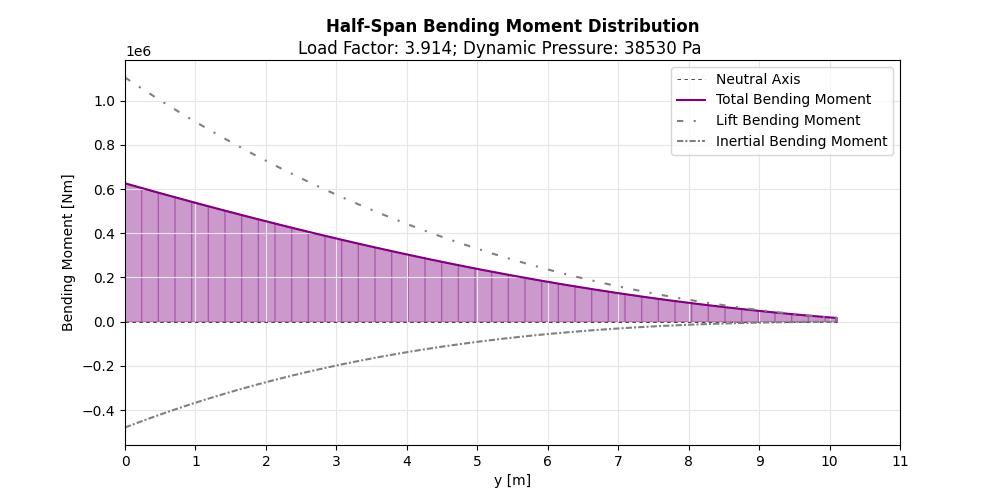 Half-Span Bending Moment Distribution
Load Factor: 3.914; Dynamic Pressure: 38530 Pa
1e6
Neutral Axis
Total Bending Moment
Lift Bending Moment
Inertial Bending Moment
Bending Moment [Nm]
1.0
0.8
0.6
0.4
0.2
0.0
−0.2
−0.4
0 1 2 3 4 5 6 7 8 9 10 11
y [m]